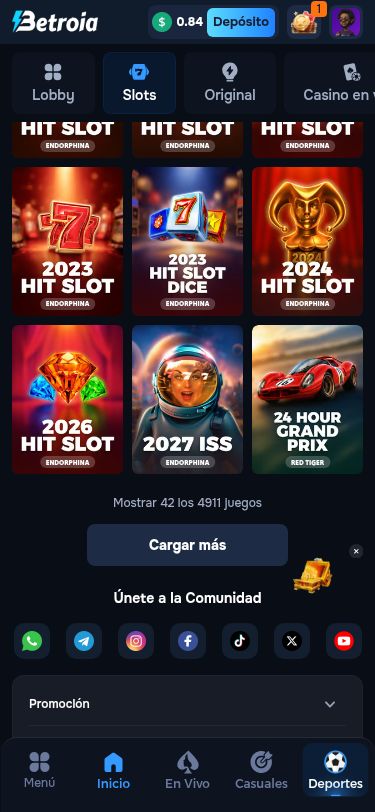 Betroia
$ 0.84 Depósito
1
Lobby
Slots
Original
Casino en v
HIT SLOT
ENDORPHINA
HIT SLOT
ENDORPHINA
HIT SLOT
ENDORPHINA
2023
HIT SLOT
ENDORPHINA
7
2023
HIT SLOT
DICE
ENDORPHINA
2024
2024
HIT SLOT
ENDORPHINA
2026
HIT SLOT
ENDORPHINA
2027 ISS
ENDORPHINA
24 HOUR
GRAND
PRIX
RED TIGER
Mostrar 42 los 4911 juegos
Cargar más
Únete a la Comunidad
Promoción
Menú
Inicio
En Vivo
Casuales
Deportes